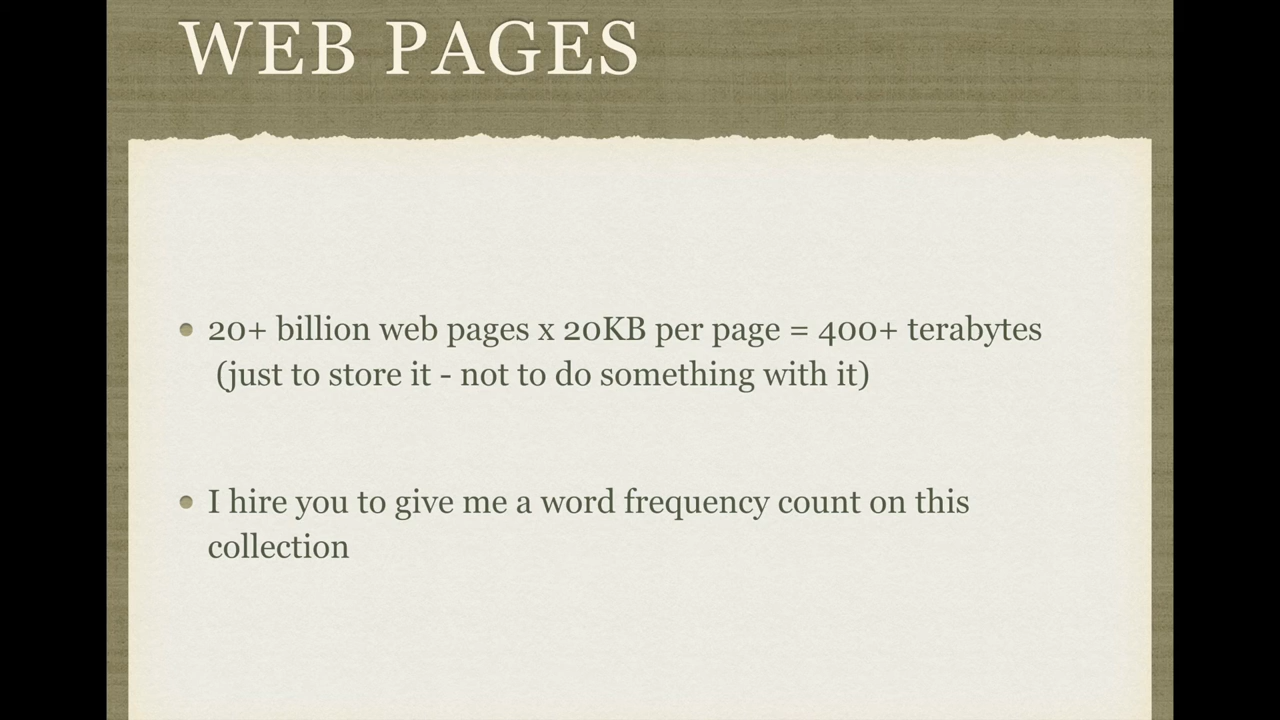 WEB PAGES
20+ billion web pages x 20KB per page = 400+ terabytes
(just to store it - not to do something with it)
I hire you to give me a word frequency count on this
collection